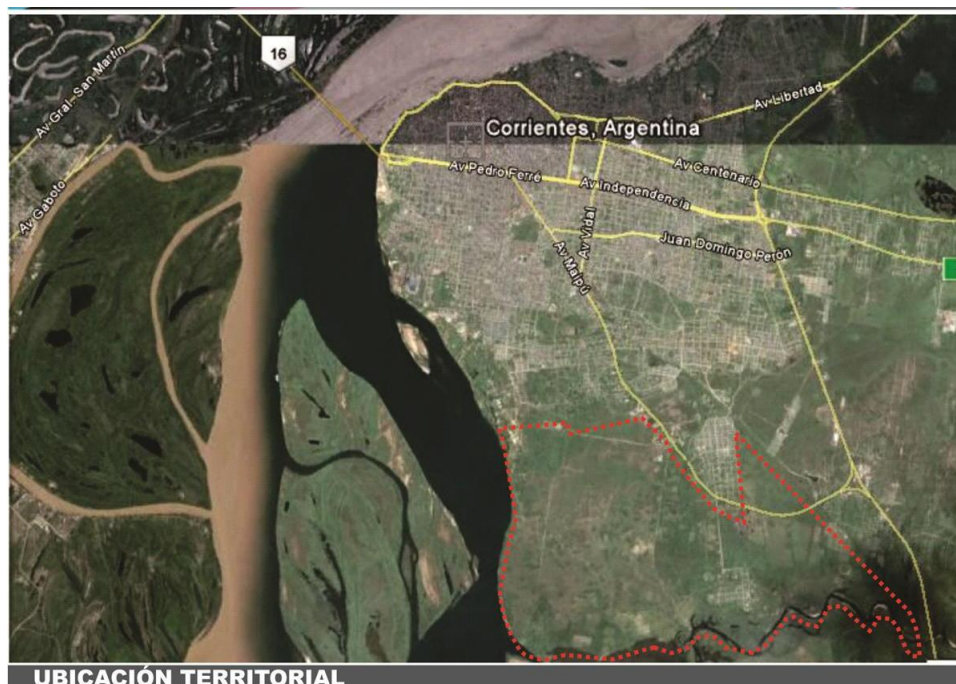 16
Av Gral. San Martín
Av Gaboto
Corrientes, Argentina
Av Libertad
Av Pedro Ferré
Av Independencia
Av Centenario
Av Vidal
Juan Domingo Perón
Av Maipú
UBICACIÓN TERRITORIAL